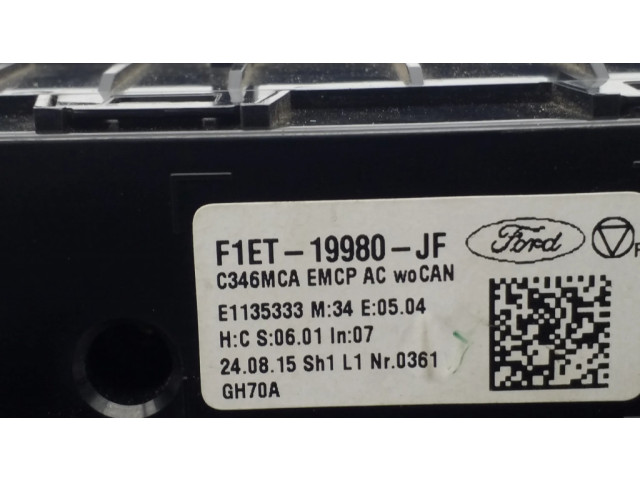 F1ET-19980-JF
Ford
C346MCA EMCP AC woCAN
E1135333 M:34 E:05.04
H:C S:06.01 In:07
24.08.15 Sh1 L1 Nr.0361
GH70A